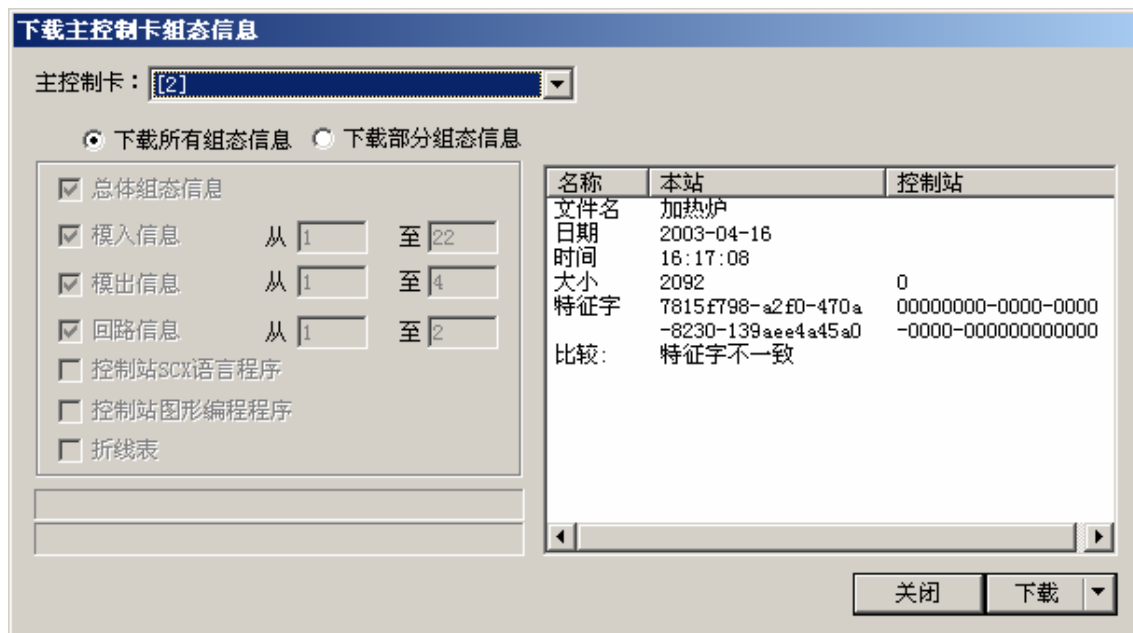 下载主控制卡组态信息
主控制卡： [2]
下载所有组态信息 下载部分组态信息
总体组态信息
模入信息 从 1 至 22
模出信息 从 1 至 4
回路信息 从 1 至 2
控制站SCX语言程序
控制站图形编程程序
折线表
名称 本站 控制站
文件名 加热炉
日期 2003-04-16
时间 16:17:08
大小 2092 0
特征字 7815f798-a2f0-470a 00000000-0000-0000
-8230-139aee4a45a0 -0000-000000000000
比较: 特征字不一致
关闭 下载